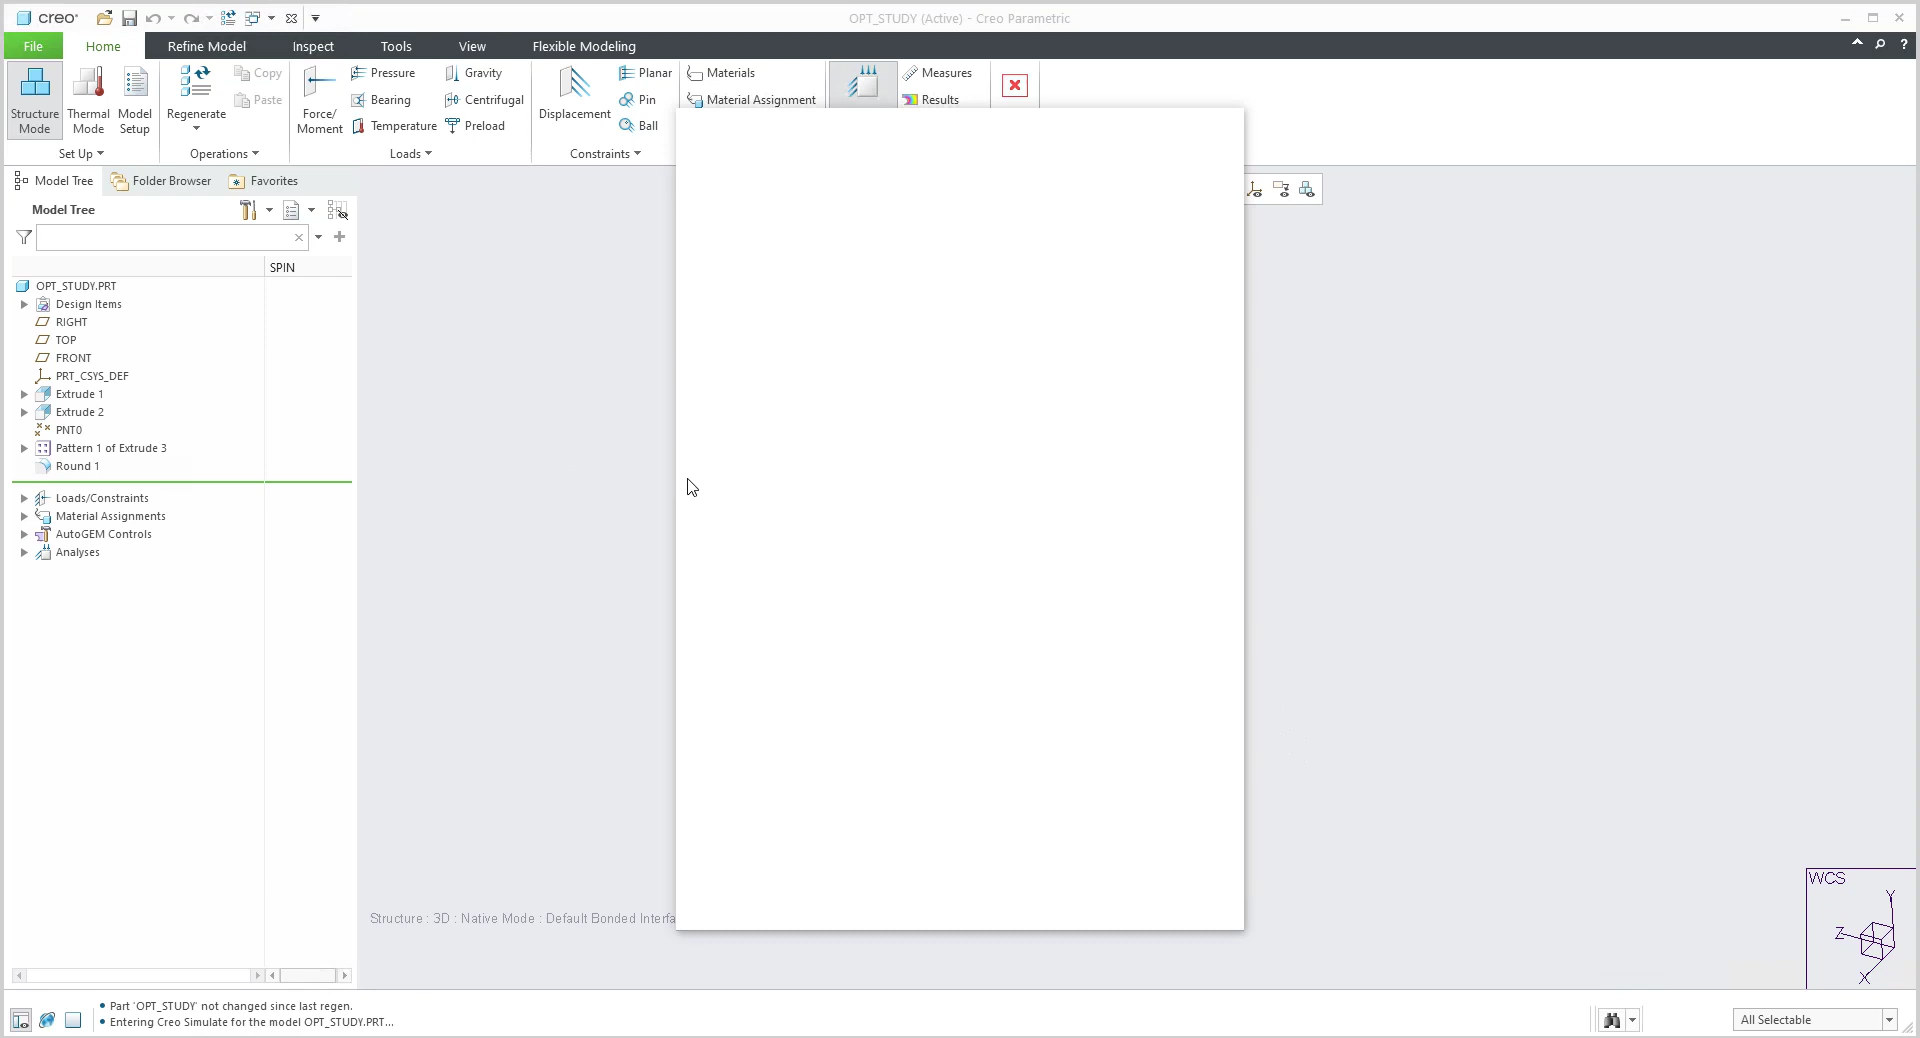 creo
OPT_STUDY (Active) - Creo Parametric
File
Home
Refine Model
Inspect
Tools
View
Flexible Modeling
?
Structure
Mode
Thermal
Mode
Model
Setup
Set Up
Regenerate
Copy
Paste
Operations
Force/
Moment
Pressure
Bearing
Temperature
Gravity
Centrifugal
Preload
Loads
Displacement
Planar
Pin
Ball
Constraints
Materials
Material Assignment
Measures
Results
Model Tree
Folder Browser
Favorites
Model Tree
SPIN
OPT_STUDY.PRT
Design Items
RIGHT
TOP
FRONT
PRT_CSYS_DEF
Extrude 1
Extrude 2
PNT0
Pattern 1 of Extrude 3
Round 1
Loads/Constraints
Material Assignments
AutoGEM Controls
Analyses
Structure : 3D : Native Mode : Default Bonded Interfa
WCS
Y
Z
X
• Part 'OPT_STUDY' not changed since last regen.
• Entering Creo Simulate for the model OPT_STUDY.PRT...
All Selectable